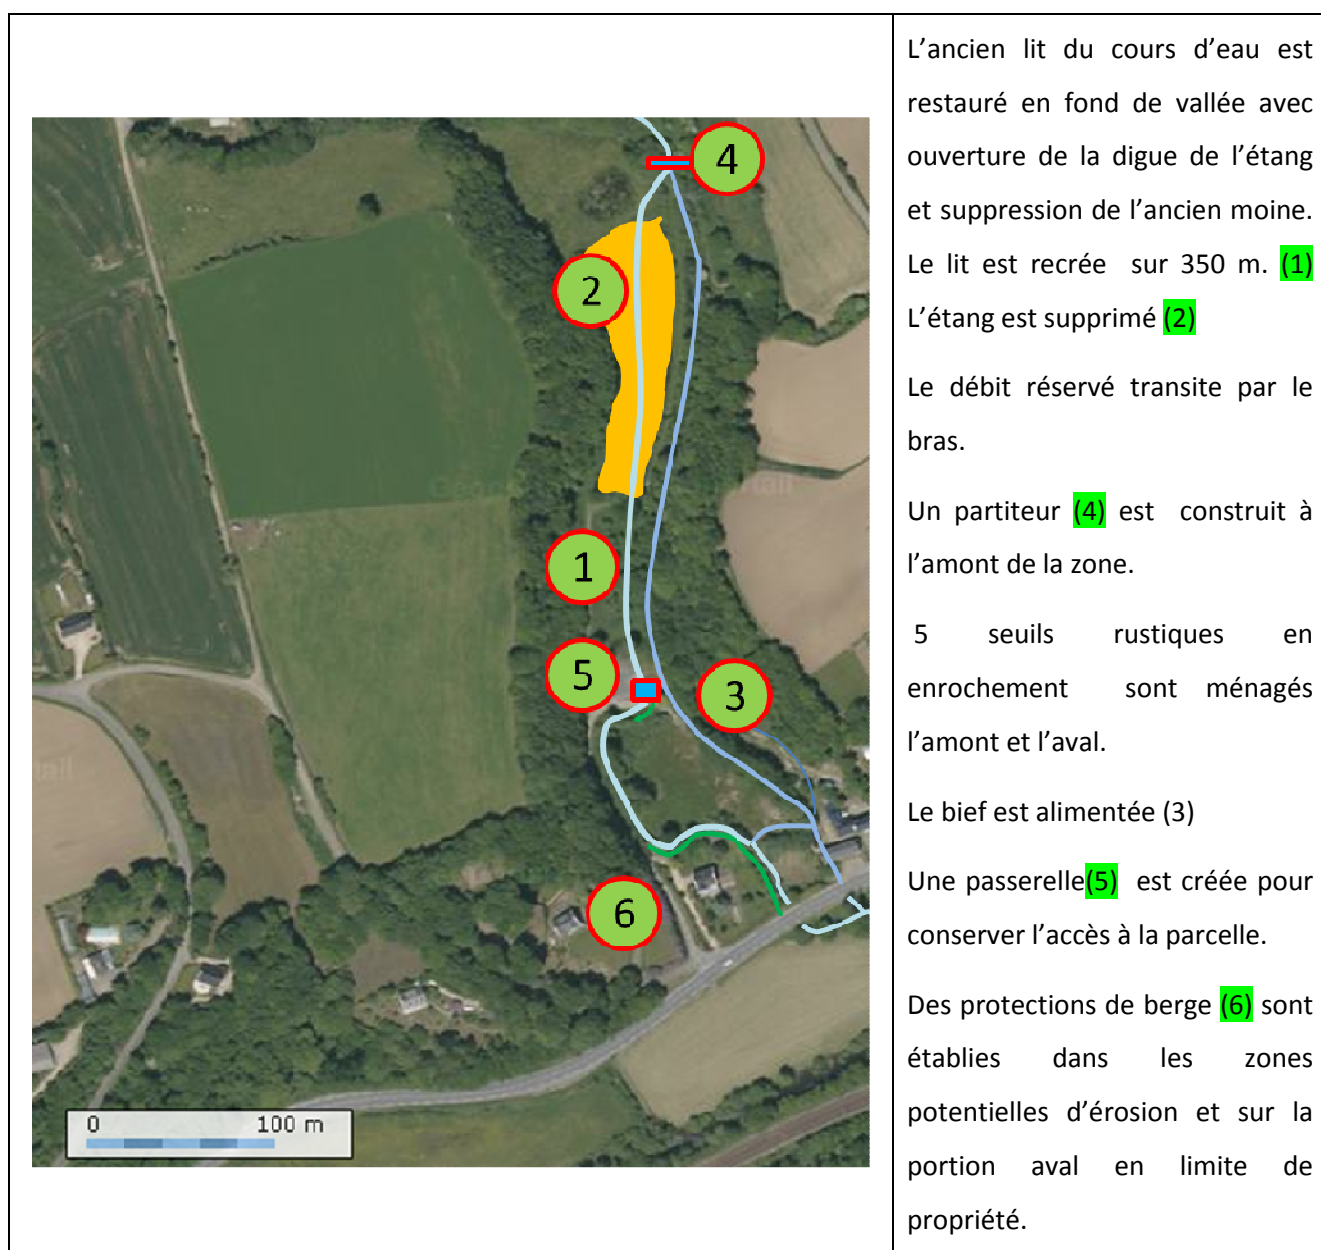 4
2
1
5
3
6
0 100 m
L’ancien lit du cours d’eau est
restauré en fond de vallée avec
ouverture de la digue de l’étang
et suppression de l’ancien moine.
Le lit est recrée sur 350 m. (1)
L’étang est supprimé (2)
Le débit réservé transite par le
bras.
Un partiteur (4) est construit à
l’amont de la zone.
5 seuils rustiques en
enrochement sont ménagés
l’amont et l’aval.
Le bief est alimentée (3)
Une passerelle(5) est créée pour
conserver l’accès à la parcelle.
Des protections de berge (6) sont
établies dans les zones
potentielles d’érosion et sur la
portion aval en limite de
propriété.